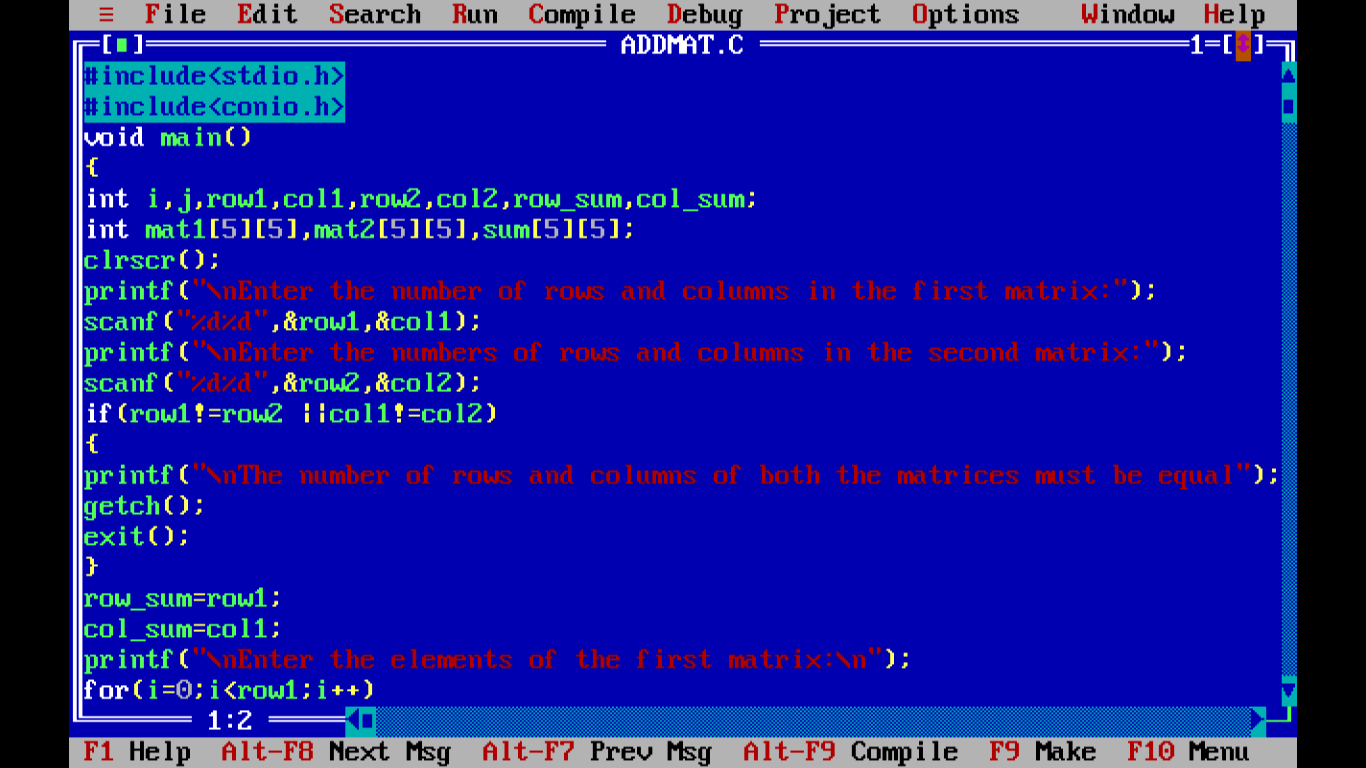 ≡ File Edit Search Run Compile Debug Project Options Window Help
[■] ADDMAT.C 1=[↕]
#include<stdio.h>
#include<conio.h>
void main()
{
int i,j,row1,col1,row2,col2,row_sum,col_sum;
int mat1[5][5],mat2[5][5],sum[5][5];
clrscr();
printf("\nEnter the number of rows and columns in the first matrix:");
scanf("%d%d",&row1,&col1);
printf("\nEnter the numbers of rows and columns in the second matrix:");
scanf("%d%d",&row2,&col2);
if(row1!=row2 ||col1!=col2)
{
printf("\nThe number of rows and columns of both the matrices must be equal");
getch();
exit();
}
row_sum=row1;
col_sum=col1;
printf("\nEnter the elements of the first matrix:\n");
for(i=0;i<row1;i++)
1:2
F1 Help Alt-F8 Next Msg Alt-F7 Prev Msg Alt-F9 Compile F9 Make F10 Menu